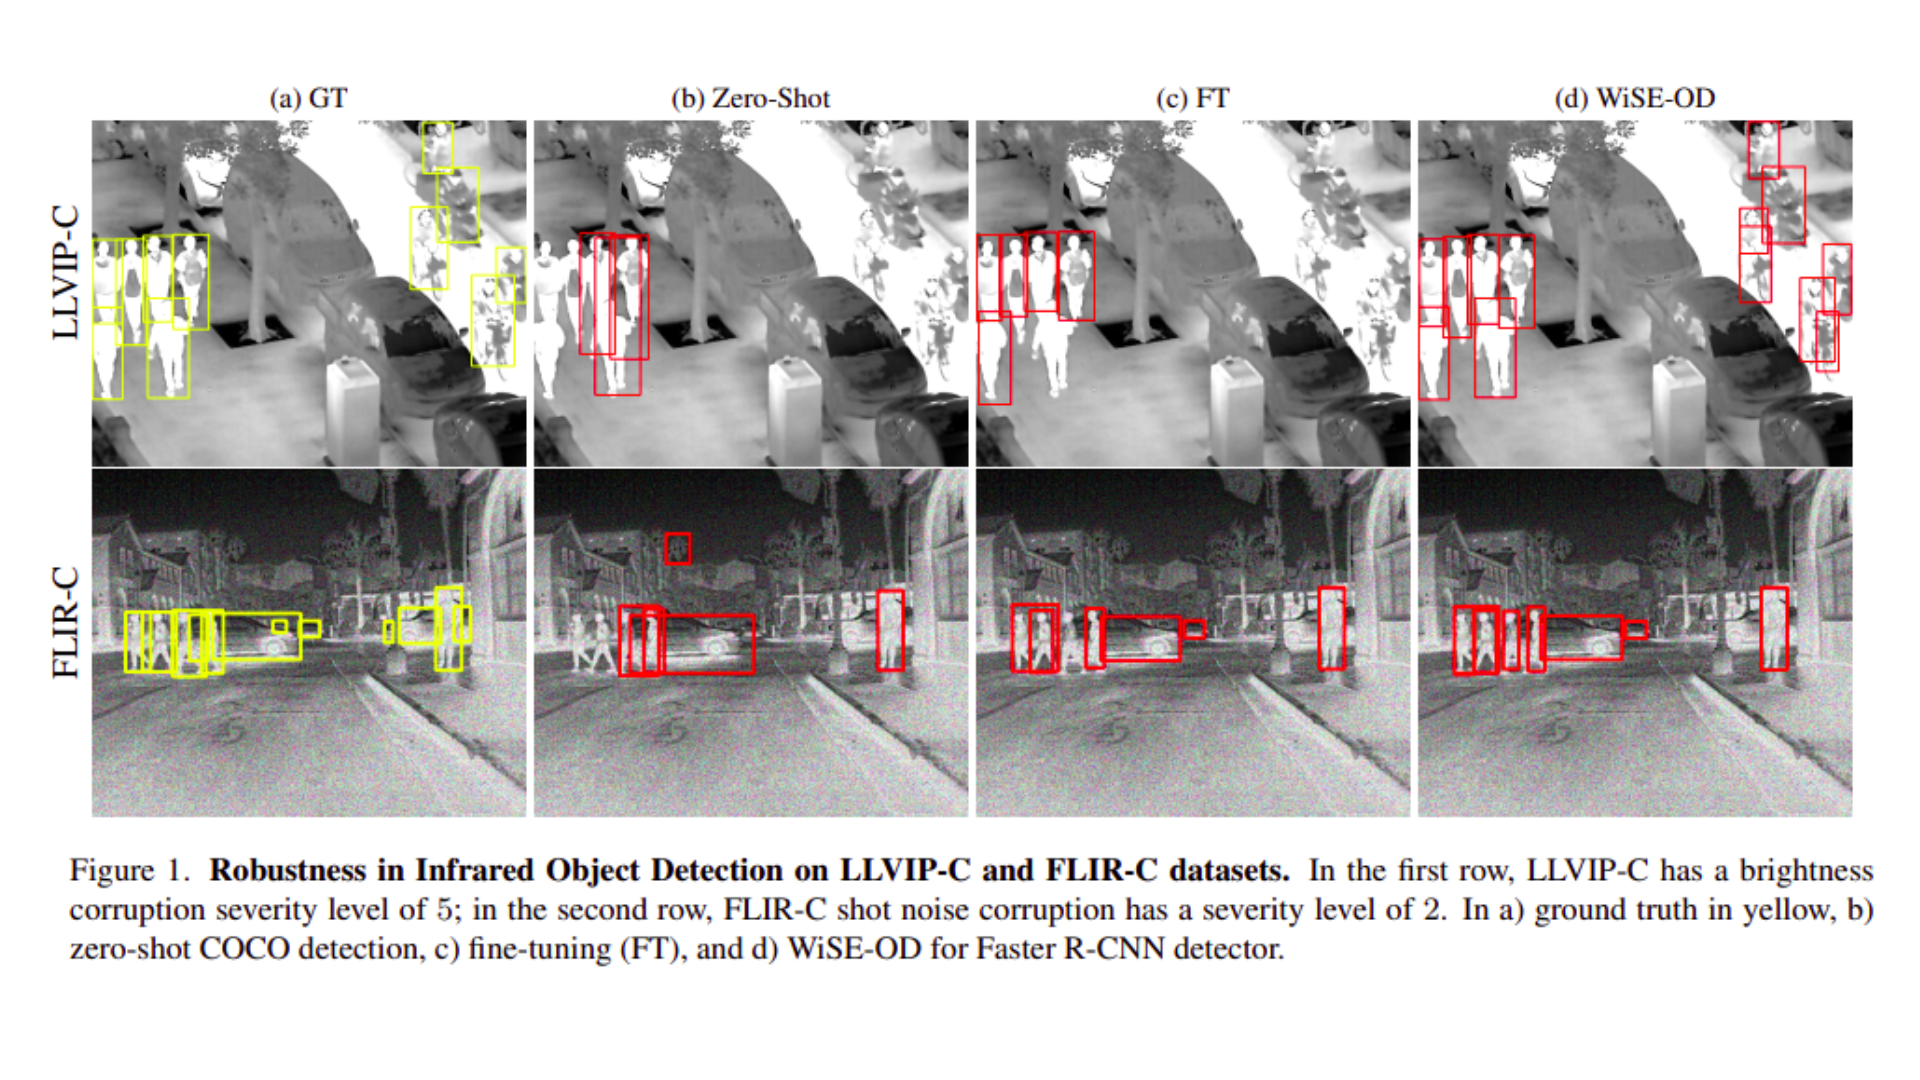 (a) GT
(b) Zero-Shot
(c) FT
(d) WiSE-OD
LLVIP-C
FLIR-C
Figure 1. Robustness in Infrared Object Detection on LLVIP-C and FLIR-C datasets. In the first row, LLVIP-C has a brightness
corruption severity level of 5; in the second row, FLIR-C shot noise corruption has a severity level of 2. In a) ground truth in yellow, b)
zero-shot COCO detection, c) fine-tuning (FT), and d) WiSE-OD for Faster R-CNN detector.